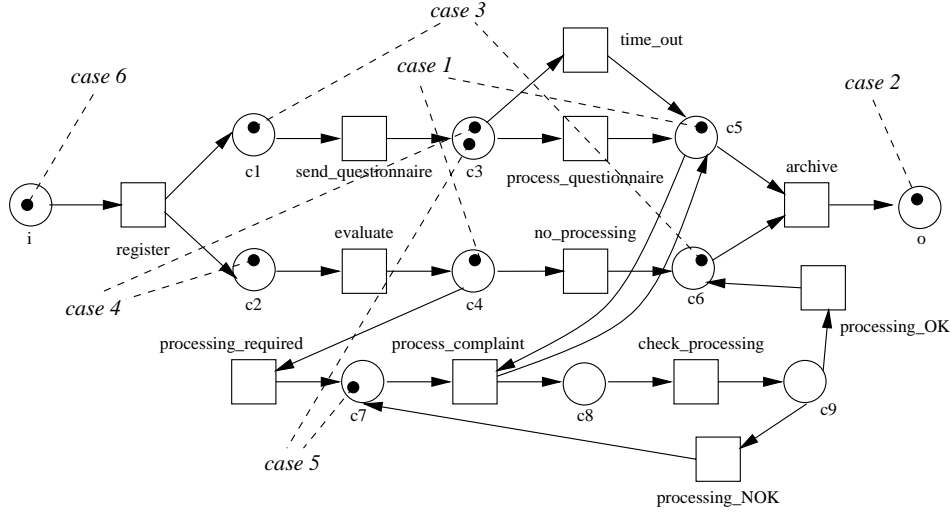 case 3
time_out
case 1
case 6
case 2
c5
archive
c1
send_questionnaire
c3
process_questionnaire
i
register
evaluate
no_processing
o
case 4
c2
c4
c6
processing_OK
processing_required
process_complaint
check_processing
c7
c8
c9
case 5
processing_NOK